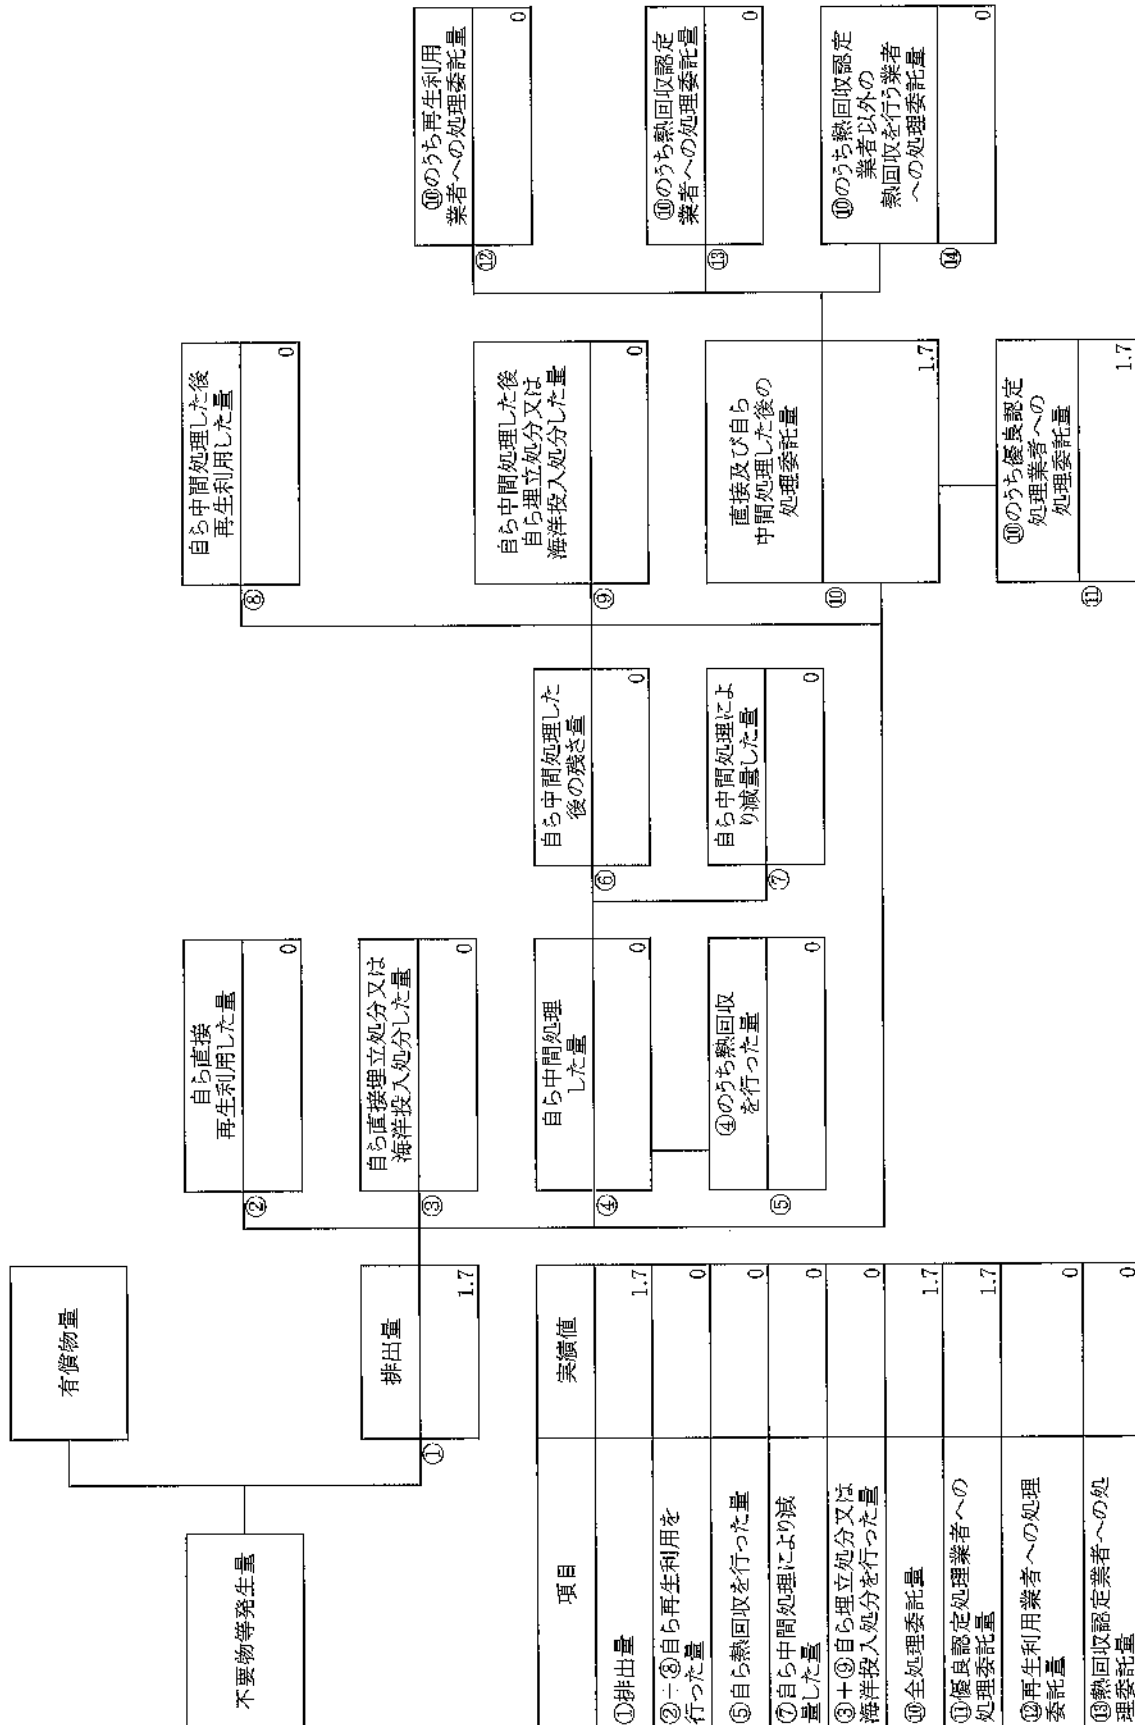 不要物等発生量
有償物量
①
排出量
1.7
②
自ら直接
再生利用した量
0
③
自ら直接埋立処分又は
海洋投入処分した量
0
④
自ら中間処理
した量
0
⑤
④のうち熱回収
を行った量
0
⑥
自ら中間処理した
後の残さ量
0
⑦
自ら中間処理によ
り減量した量
0
⑧
自ら中間処理した後
再生利用した量
0
⑨
自ら中間処理した後
自ら埋立処分又は
海洋投入処分した量
0
⑩
直接及び自ら
中間処理した後の
処理委託量
1.7
⑪
⑩のうち優良認定
処理業者への
処理委託量
1.7
⑫
⑩のうち再生利用
業者への処理委託量
0
⑬
⑩のうち熱回収認定
業者への処理委託量
0
⑭
⑩のうち熱回収認定
業者以外の
熱回収を行う業者
への処理委託量
0
項目 実績値
①排出量 1.7
②+⑧自ら再生利用を
行った量 0
⑤自ら熱回収を行った量 0
⑦自ら中間処理により減
量した量 0
③+⑨自ら埋立処分又は
海洋投入処分を行った量 0
⑩全処理委託量 1.7
⑪優良認定処理業者への
処理委託量 1.7
⑫再生利用業者への処理
委託量 0
⑬熱回収認定業者への処
理委託量 0